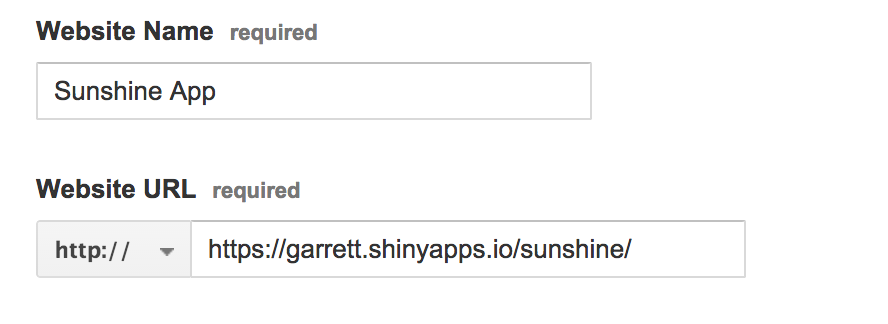 Website Name required
Sunshine App
Website URL required
http:// https://garrett.shinyapps.io/sunshine/